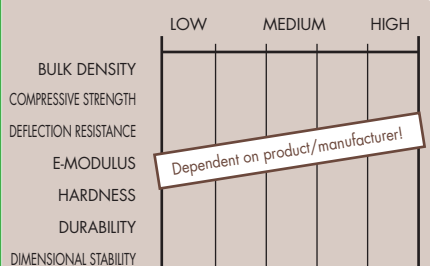 LOW MEDIUM HIGH
BULK DENSITY
COMPRESSIVE STRENGTH
DEFLECTION RESISTANCE
E-MODULUS
Dependent on product/manufacturer!
HARDNESS
DURABILITY
DIMENSIONAL STABILITY